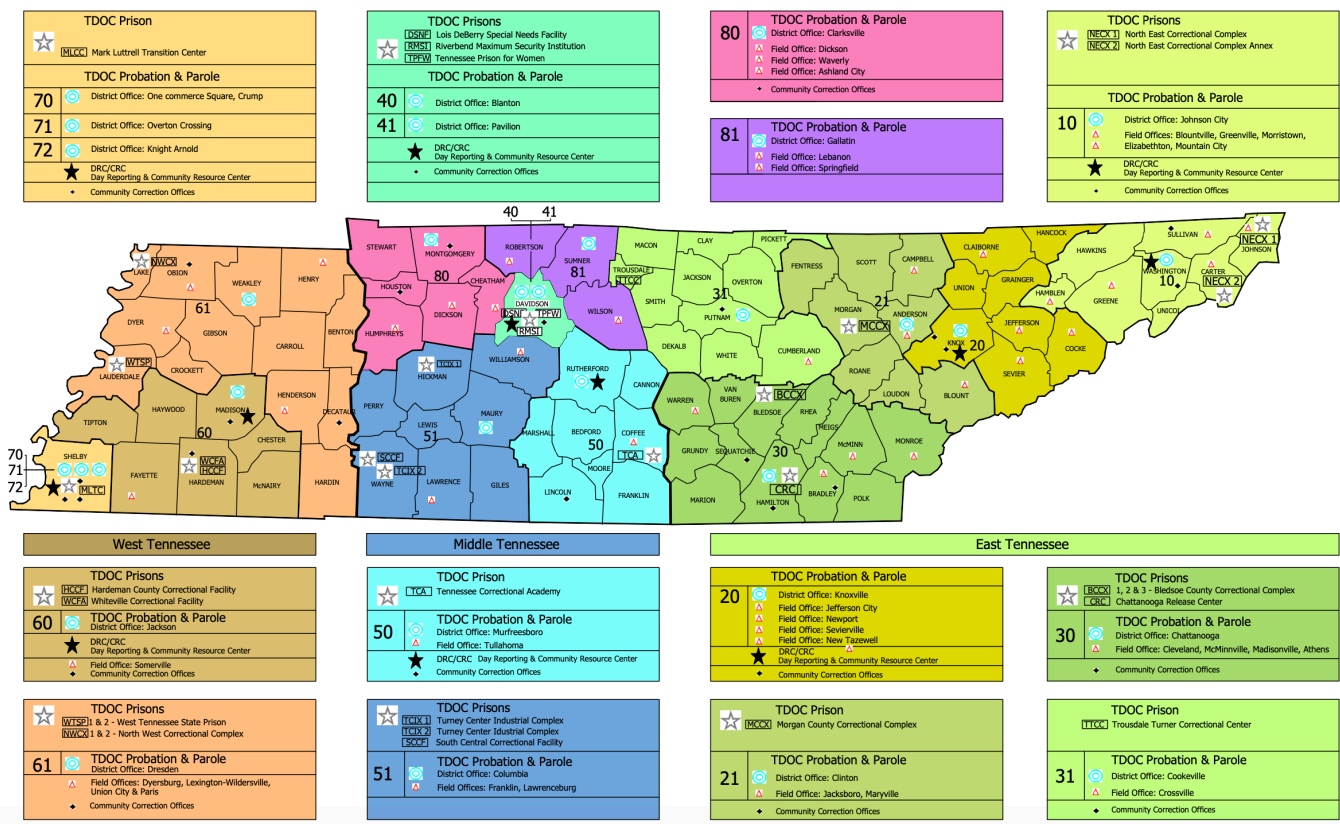 TDOC Prison
MLCC Mark Luttrell Transition Center
TDOC Probation & Parole
70 District Office: One commerce Square, Crump
71 District Office: Overton Crossing
72 District Office: Knight Arnold
DRC/CRC
Day Reporting & Community Resource Center
Community Correction Offices
TDOC Prisons
DSNF Lois DeBerry Special Needs Facility
RMSI Riverbend Maximum Security Institution
TPFW Tennessee Prison for Women
TDOC Probation & Parole
40 District Office: Blanton
41 District Office: Pavilion
DRC/CRC
Day Reporting & Community Resource Center
Community Correction Offices
TDOC Probation & Parole
80 District Office: Clarksville
Field Office: Dickson
Field Office: Waverly
Field Office: Ashland City
Community Correction Offices
TDOC Probation & Parole
81 District Office: Gallatin
Field Office: Lebanon
Field Office: Springfield
TDOC Prisons
NECX 1 North East Correctional Complex
NECX 2 North East Correctional Complex Annex
TDOC Probation & Parole
10 District Office: Johnson City
Field Offices: Blountville, Greenville, Morristown,
Elizabethton, Mountain City
DRC/CRC
Day Reporting & Community Resource Center
Community Correction Offices
40 41
LAKE
NWCX
OBION
WEAKLEY
HENRY
61
DYER
GIBSON
CARROLL
BENTON
WTSP
LAUDERDALE
CROCKETT
HENDERSON
DECATUR
TIPTON
HAYWOOD
MADISON
60
CHESTER
70
71
72
SHELBY
MLTC
FAYETTE
WCFA
HCCF
HARDEMAN
McNAIRY
HARDIN
STEWART
MONTGOMGERY
80
HOUSTON
CHEATHAM
HUMPHREYS
DICKSON
ROBERTSON
SUMNER
81
DAVIDSON
DSNF
TPFW
RMSI
WILSON
TCIX 1
HICKMAN
WILLIAMSON
PERRY
LEWIS
51
MAURY
SCCF
TCIX 2
WAYNE
LAWRENCE
GILES
RUTHERFORD
CANNON
MARSHALL
BEDFORD
50
COFFEE
TCA
MOORE
LINCOLN
FRANKLIN
MACON
CLAY
PICKETT
TROUSDALE
TTCC
JACKSON
OVERTON
SMITH
31
PUTNAM
DEKALB
WHITE
CUMBERLAND
FENTRESS
SCOTT
CAMPBELL
21
MORGAN
MCCX
ANDERSON
ROANE
LOUDON
BLOUNT
CLAIBORNE
HANCOCK
UNION
GRAINGER
KNOX
20
JEFFERSON
COCKE
SEVIER
HAWKINS
HAMBLEN
GREENE
SULLIVAN
WASHINGTON
10
CARTER
NECX 2
UNICOI
JOHNSON
NECX 1
WARREN
VAN
BUREN
BCCX
BLEDSOE
RHEA
MEIGS
McMINN
MONROE
GRUNDY
SEQUATCHIE
30
CRC
MARION
HAMILTON
BRADLEY
POLK
West Tennessee
Middle Tennessee
East Tennessee
TDOC Prisons
HCCF Hardeman County Correctional Facility
WCFA Whiteville Correctional Facility
TDOC Probation & Parole
60 District Office: Jackson
DRC/CRC
Day Reporting & Community Resource Center
Field Office: Somerville
Community Correction Offices
TDOC Prison
TCA Tennessee Correctional Academy
TDOC Probation & Parole
50 District Office: Murfreesboro
Field Office: Tullahoma
DRC/CRC Day Reporting & Community Resource Center
Community Correction Offices
TDOC Probation & Parole
20 District Office: Knoxville
Field Office: Jefferson City
Field Office: Newport
Field Office: Sevierville
Field Office: New Tazewell
DRC/CRC
Day Reporting & Community Resource Center
Community Correction Offices
TDOC Prisons
BCCX 1, 2 & 3 - Bledsoe County Correctional Complex
CRC Chattanooga Release Center
TDOC Probation & Parole
30 District Office: Chattanooga
Field Office: Cleveland, McMinnville, Madisonville, Athens
Community Correction Offices
TDOC Prisons
WTSP 1 & 2 - West Tennessee State Prison
NWCX 1 & 2 - North West Correctional Complex
TDOC Probation & Parole
61 District Office: Dresden
Field Offices: Dyersburg, Lexington-Wildersville,
Union City & Paris
Community Correction Offices
TDOC Prisons
TCIX 1 Turney Center Industrial Complex
TCIX 2 Turney Center Iundustrial Complex
SCCF South Central Correctional Facility
TDOC Probation & Parole
51 District Office: Columbia
Field Offices: Franklin, Lawrenceburg
TDOC Prison
MCCX Morgan County Correctional Complex
TDOC Probation & Parole
21 District Office: Clinton
Field Office: Jacksboro, Maryville
Community Correction Offices
TDOC Prison
TTCC Trousdale Turner Correctional Center
TDOC Probation & Parole
31 District Office: Cookeville
Field Office: Crossville
Community Correction Offices